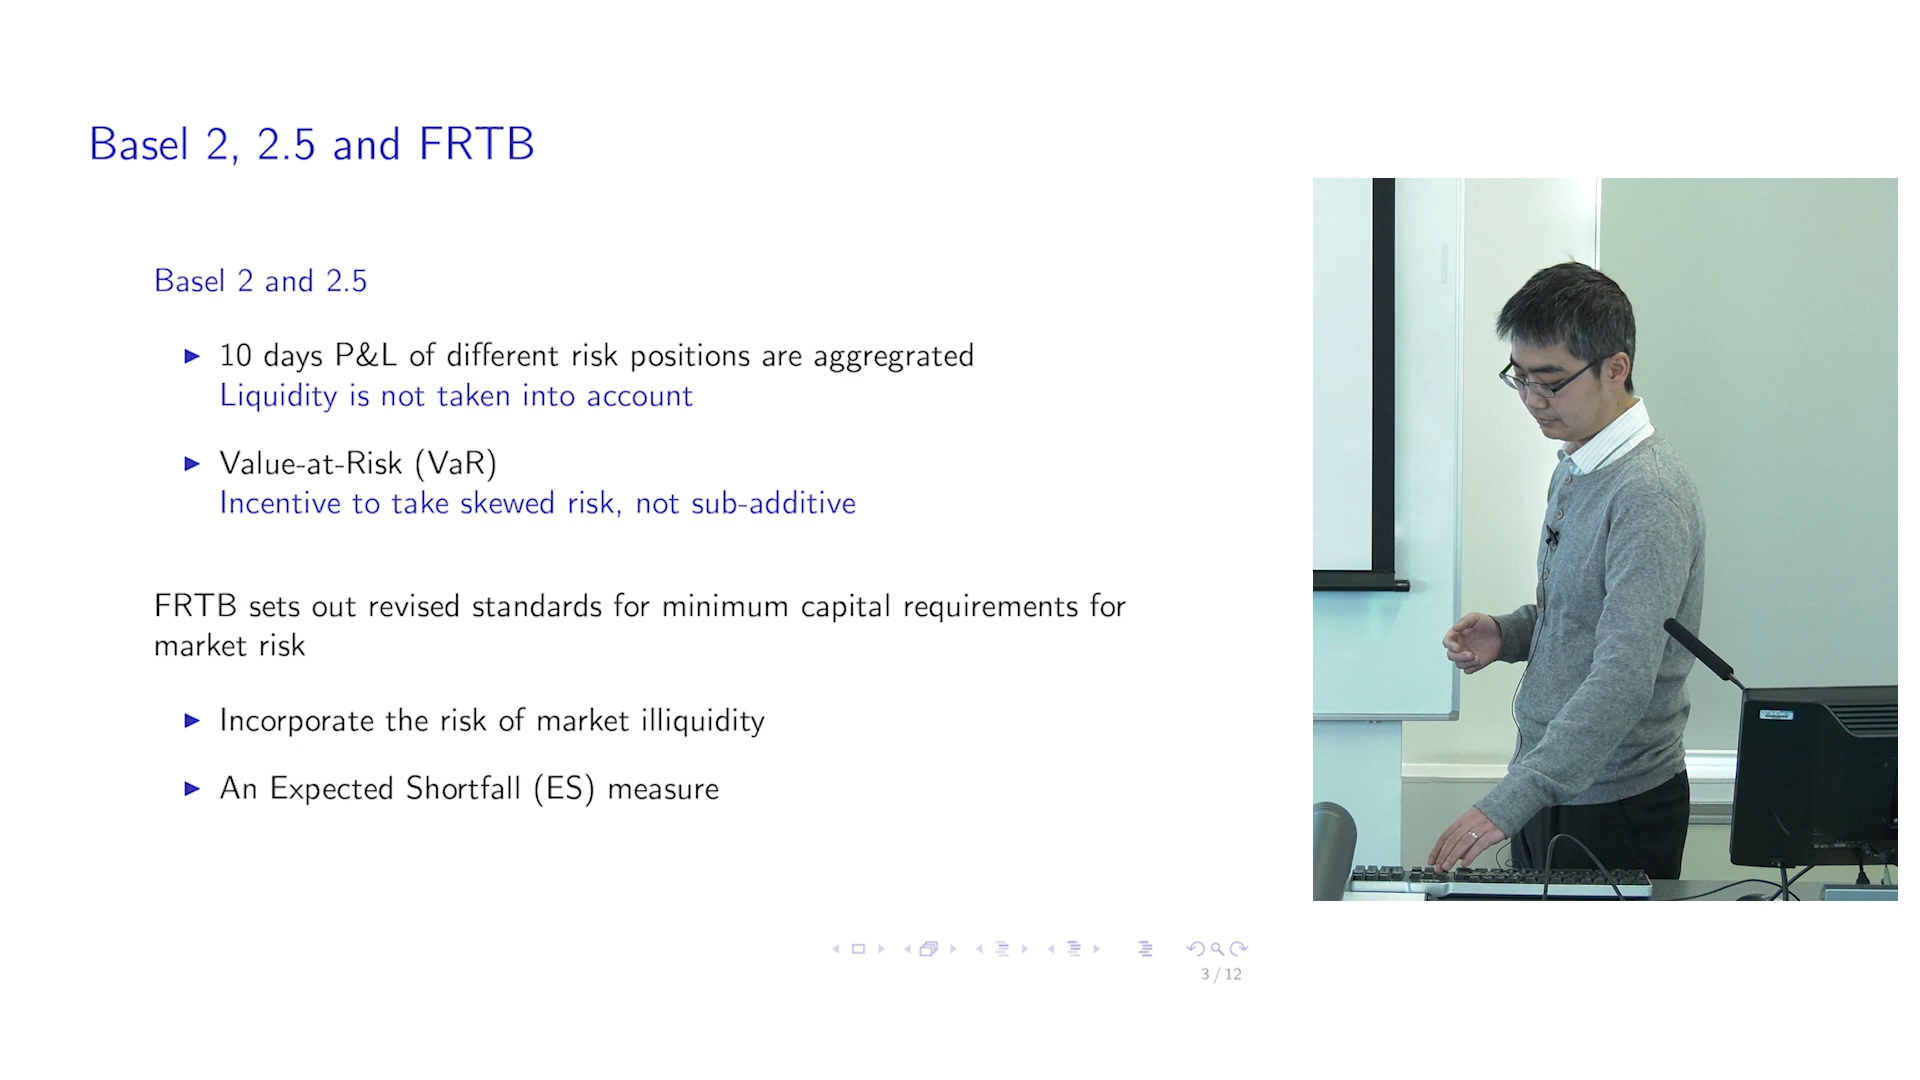 Basel 2, 2.5 and FRTB
Basel 2 and 2.5
10 days P&L of different risk positions are aggregrated
Liquidity is not taken into account
Value-at-Risk (VaR)
Incentive to take skewed risk, not sub-additive
FRTB sets out revised standards for minimum capital requirements for
market risk
Incorporate the risk of market illiquidity
An Expected Shortfall (ES) measure
3 / 12